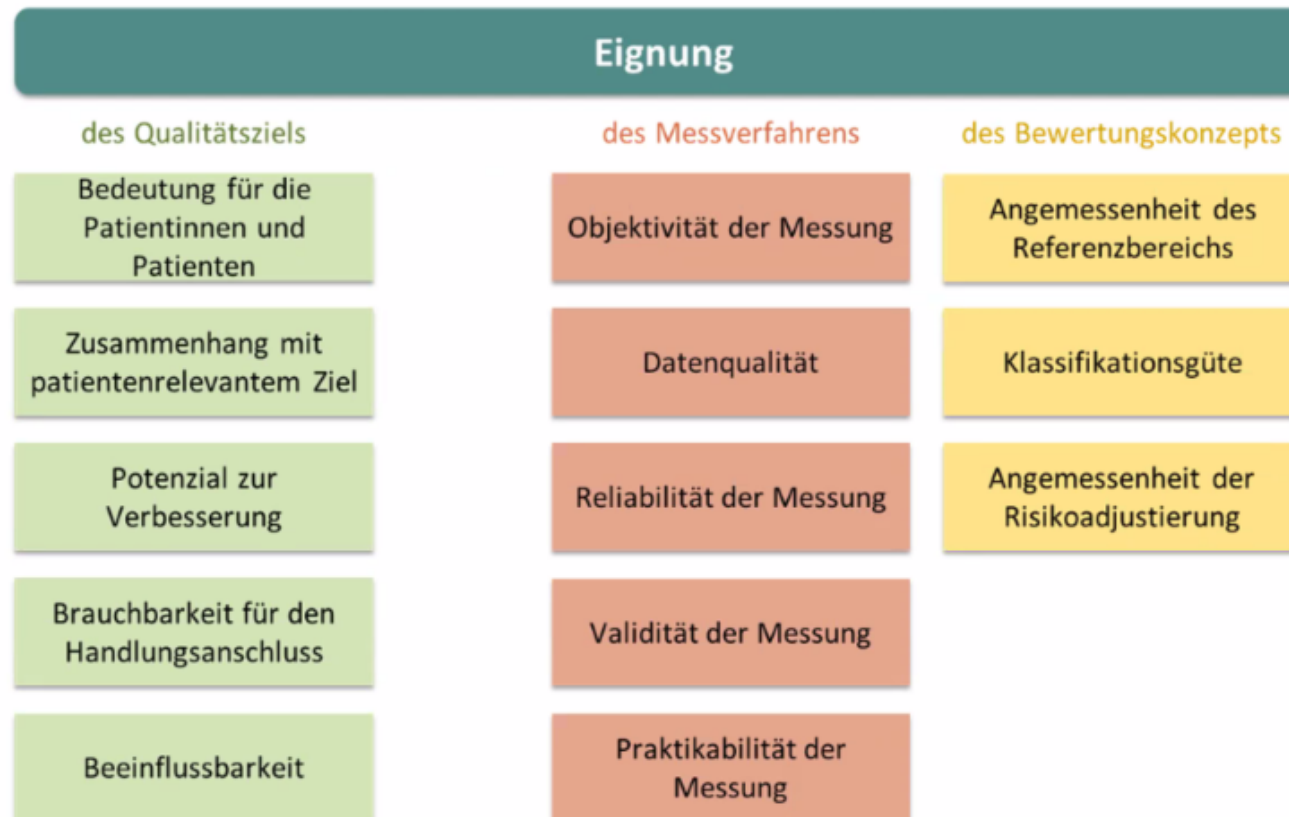 Eignung
des Qualitätsziels
Bedeutung für die
Patientinnen und
Patienten
Zusammenhang mit
patientenrelevantem Ziel
Potenzial zur
Verbesserung
Brauchbarkeit für den
Handlungsanschluss
Beeinflussbarkeit
des Messverfahrens
Objektivität der Messung
Datenqualität
Reliabilität der Messung
Validität der Messung
Praktikabilität der
Messung
des Bewertungskonzepts
Angemessenheit des
Referenzbereichs
Klassifikationsgüte
Angemessenheit der
Risikoadjustierung